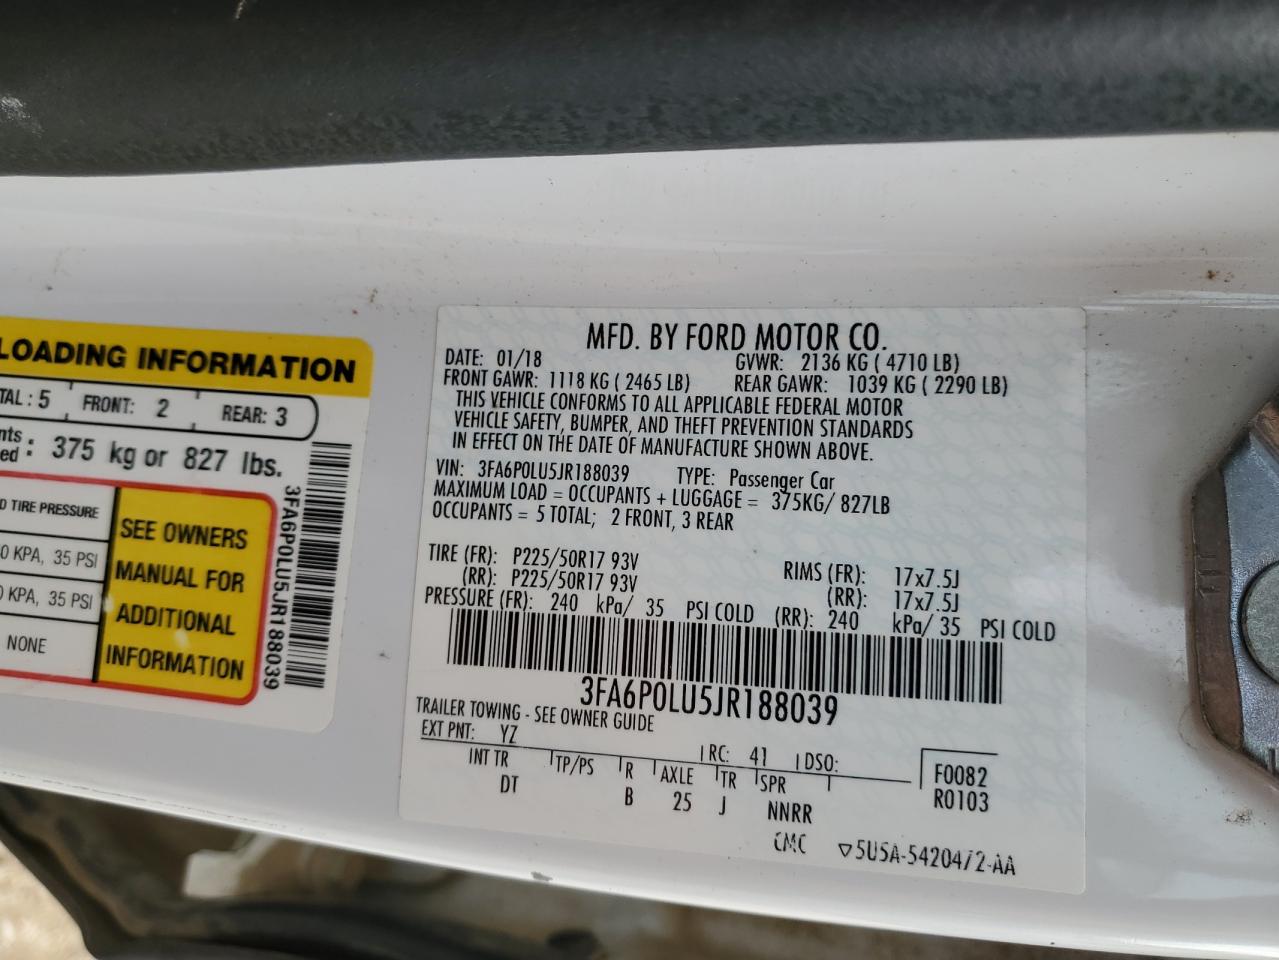 LOADING INFORMATION
TAL : 5 FRONT: 2 REAR: 3
nts
ed : 375 kg or 827 lbs.
D TIRE PRESSURE
0 KPA, 35 PSI
0 KPA, 35 PSI
NONE
SEE OWNERS
MANUAL FOR
ADDITIONAL
INFORMATION
3FA6P0LU5JR188039
MFD. BY FORD MOTOR CO.
DATE: 01/18 GVWR: 2136 KG ( 4710 LB)
FRONT GAWR: 1118 KG ( 2465 LB) REAR GAWR: 1039 KG ( 2290 LB)
THIS VEHICLE CONFORMS TO ALL APPLICABLE FEDERAL MOTOR
VEHICLE SAFETY, BUMPER, AND THEFT PREVENTION STANDARDS
IN EFFECT ON THE DATE OF MANUFACTURE SHOWN ABOVE.
VIN: 3FA6P0LU5JR188039 TYPE: Passenger Car
MAXIMUM LOAD = OCCUPANTS + LUGGAGE = 375KG/ 827LB
OCCUPANTS = 5 TOTAL; 2 FRONT, 3 REAR
TIRE (FR): P225/50R17 93V RIMS (FR): 17x7.5J
(RR): P225/50R17 93V (RR): 17x7.5J
PRESSURE (FR): 240 kPa/ 35 PSI COLD (RR): 240 kPa/ 35 PSI COLD
3FA6P0LU5JR188039
TRAILER TOWING - SEE OWNER GUIDE
EXT PNT: YZ RC: 41 DSO:
INT TR TP/PS R AXLE TR SPR F0082
DT B 25 J NNRR R0103
CMC ▽5U5A-5420472-AA